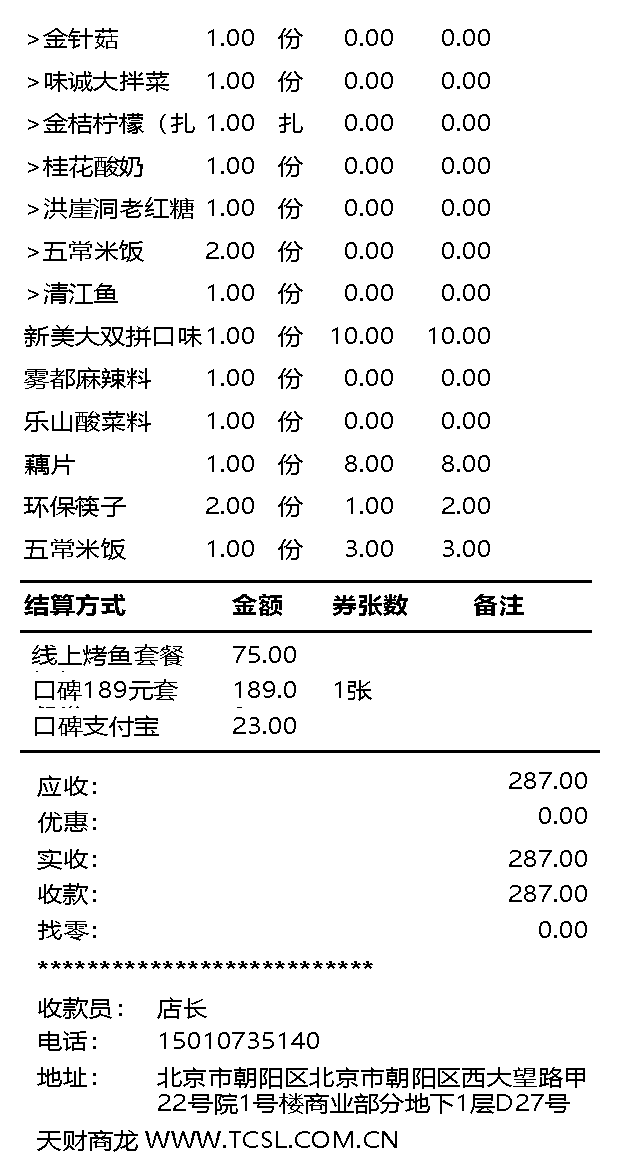 >金针菇 1.00 份 0.00 0.00
>味诚大拌菜 1.00 份 0.00 0.00
>金桔柠檬（扎 1.00 扎 0.00 0.00
>桂花酸奶 1.00 份 0.00 0.00
>洪崖洞老红糖 1.00 份 0.00 0.00
>五常米饭 2.00 份 0.00 0.00
>清江鱼 1.00 份 0.00 0.00
新美大双拼口味 1.00 份 10.00 10.00
雾都麻辣料 1.00 份 0.00 0.00
乐山酸菜料 1.00 份 0.00 0.00
藕片 1.00 份 8.00 8.00
环保筷子 2.00 份 1.00 2.00
五常米饭 1.00 份 3.00 3.00
结算方式 金额 券张数 备注
线上烤鱼套餐 75.00
口碑189元套 189.0 1张
口碑支付宝 23.00
应收: 287.00
优惠: 0.00
实收: 287.00
收款: 287.00
找零: 0.00
***************************
收款员: 店长
电话: 15010735140
地址: 北京市朝阳区北京市朝阳区西大望路甲
22号院1号楼商业部分地下1层D27号
天财商龙 WWW.TCSL.COM.CN